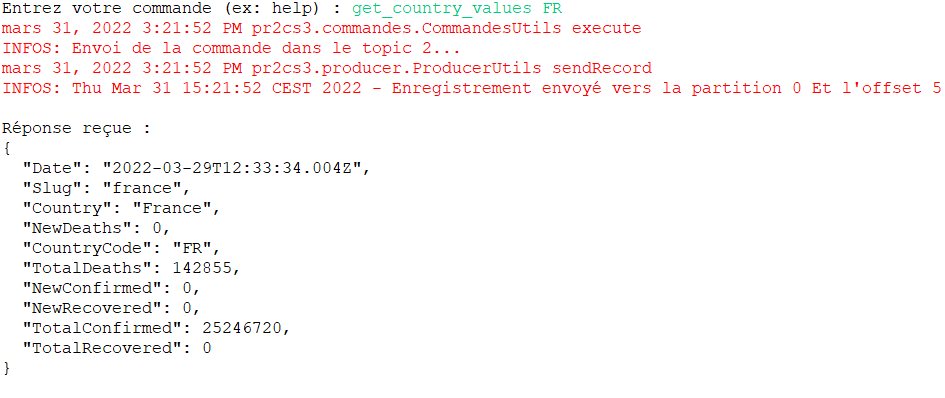 Entrez votre commande (ex: help) : get_country_values FR
mars 31, 2022 3:21:52 PM pr2cs3.commandes.CommandesUtils execute
INFOS: Envoi de la commande dans le topic 2...
mars 31, 2022 3:21:52 PM pr2cs3.producer.ProducerUtils sendRecord
INFOS: Thu Mar 31 15:21:52 CEST 2022 - Enregistrement envoyé vers la partition 0 Et l'offset 5
Réponse reçue :
{
  "Date": "2022-03-29T12:33:34.004Z",
  "Slug": "france",
  "Country": "France",
  "NewDeaths": 0,
  "CountryCode": "FR",
  "TotalDeaths": 142855,
  "NewConfirmed": 0,
  "NewRecovered": 0,
  "TotalConfirmed": 25246720,
  "TotalRecovered": 0
}